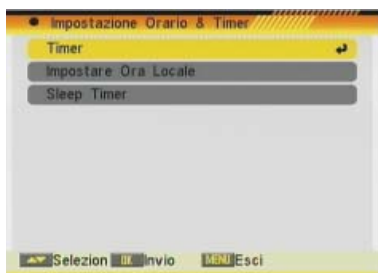 Impostazione Orario & Timer
Timer
Impostare Ora Locale
Sleep Timer
Selezion OK Invio MENU Esci